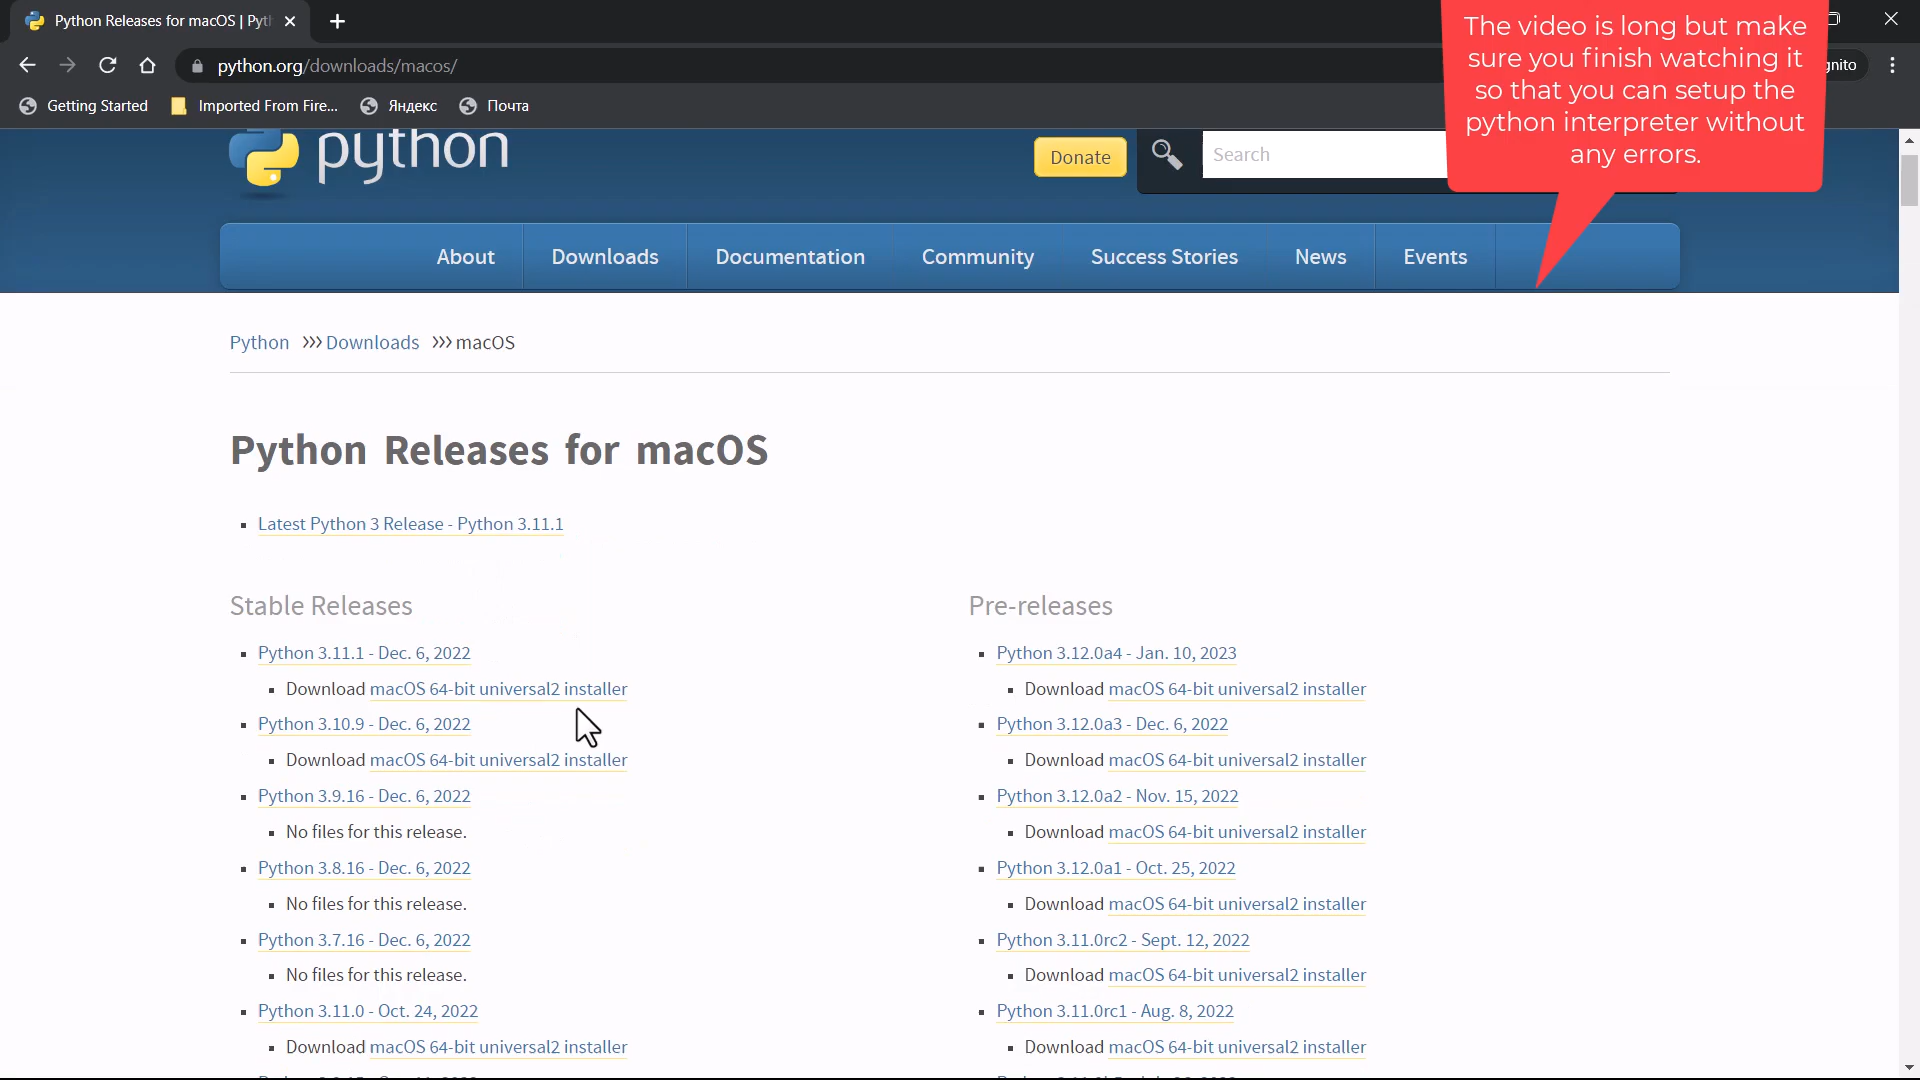 Python Releases for macOS | Pyth
python.org/downloads/macos/
gnito
Getting Started
Imported From Fire...
Яндекс
Почта
The video is long but make
sure you finish watching it
so that you can setup the
python interpreter without
any errors.
python
Donate
Search
About
Downloads
Documentation
Community
Success Stories
News
Events
Python >>> Downloads >>> macOS
Python Releases for macOS
Latest Python 3 Release - Python 3.11.1
Stable Releases
Python 3.11.1 - Dec. 6, 2022
Download macOS 64-bit universal2 installer
Python 3.10.9 - Dec. 6, 2022
Download macOS 64-bit universal2 installer
Python 3.9.16 - Dec. 6, 2022
No files for this release.
Python 3.8.16 - Dec. 6, 2022
No files for this release.
Python 3.7.16 - Dec. 6, 2022
No files for this release.
Python 3.11.0 - Oct. 24, 2022
Download macOS 64-bit universal2 installer
Pre-releases
Python 3.12.0a4 - Jan. 10, 2023
Download macOS 64-bit universal2 installer
Python 3.12.0a3 - Dec. 6, 2022
Download macOS 64-bit universal2 installer
Python 3.12.0a2 - Nov. 15, 2022
Download macOS 64-bit universal2 installer
Python 3.12.0a1 - Oct. 25, 2022
Download macOS 64-bit universal2 installer
Python 3.11.0rc2 - Sept. 12, 2022
Download macOS 64-bit universal2 installer
Python 3.11.0rc1 - Aug. 8, 2022
Download macOS 64-bit universal2 installer